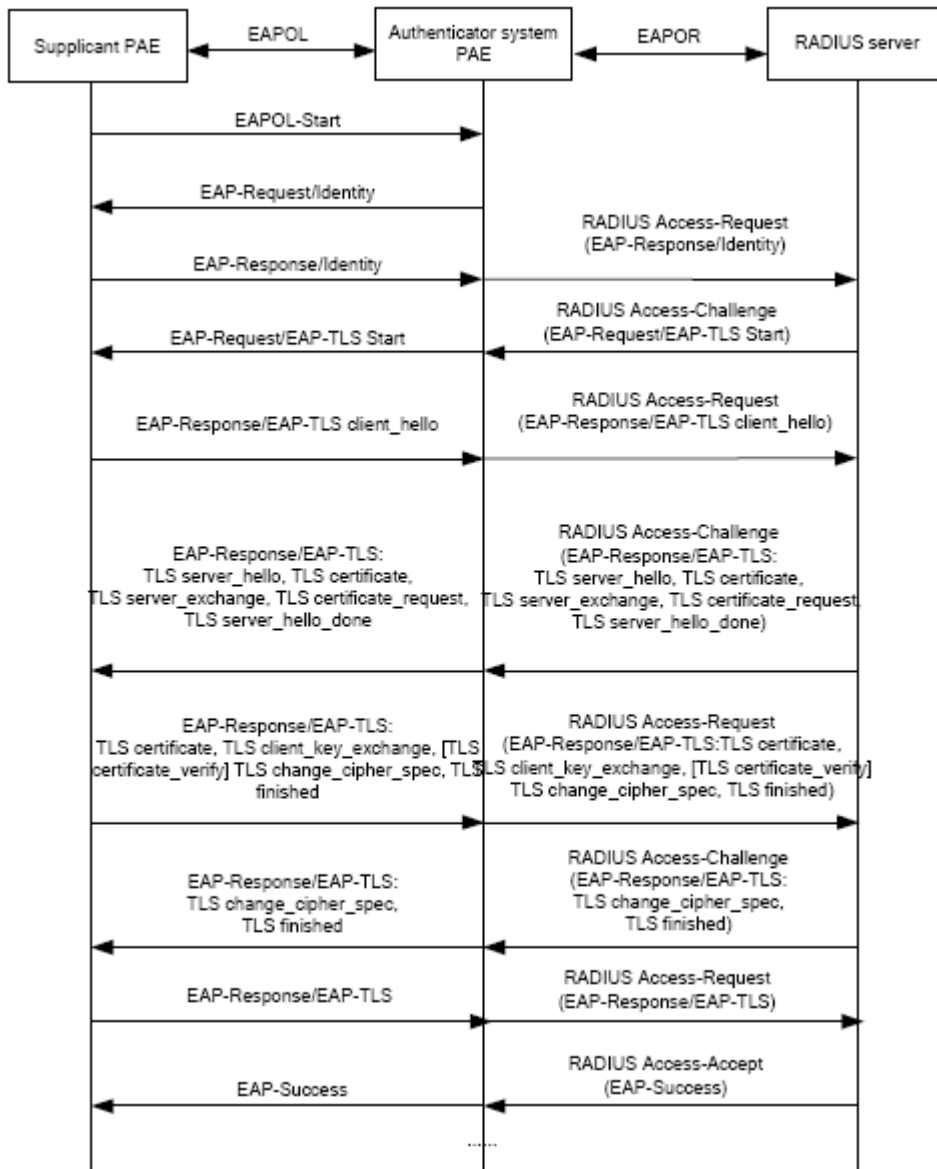 Supplicant PAE
EAPOL
Authenticator system
PAE
EAPOR
RADIUS server
EAPOL-Start
EAP-Request/Identity
RADIUS Access-Request
(EAP-Response/Identity)
EAP-Response/Identity
RADIUS Access-Challenge
(EAP-Request/EAP-TLS Start)
EAP-Request/EAP-TLS Start
RADIUS Access-Request
(EAP-Response/EAP-TLS client_hello)
EAP-Response/EAP-TLS client_hello
EAP-Response/EAP-TLS:
TLS server_hello, TLS certificate,
TLS server_exchange, TLS certificate_request,
TLS server_hello_done
RADIUS Access-Challenge
(EAP-Response/EAP-TLS:
TLS server_hello, TLS certificate,
TLS server_exchange, TLS certificate_request,
TLS server_hello_done)
EAP-Response/EAP-TLS:
TLS certificate, TLS client_key_exchange, [TLS
certificate_verify] TLS change_cipher_spec, TLS
finished
RADIUS Access-Request
(EAP-Response/EAP-TLS:TLS certificate,
TLS client_key_exchange, [TLS certificate_verify]
TLS change_cipher_spec, TLS finished)
EAP-Response/EAP-TLS:
TLS change_cipher_spec,
TLS finished
RADIUS Access-Challenge
(EAP-Response/EAP-TLS:
TLS change_cipher_spec,
TLS finished)
EAP-Response/EAP-TLS
RADIUS Access-Request
(EAP-Response/EAP-TLS)
EAP-Success
RADIUS Access-Accept
(EAP-Success)
......